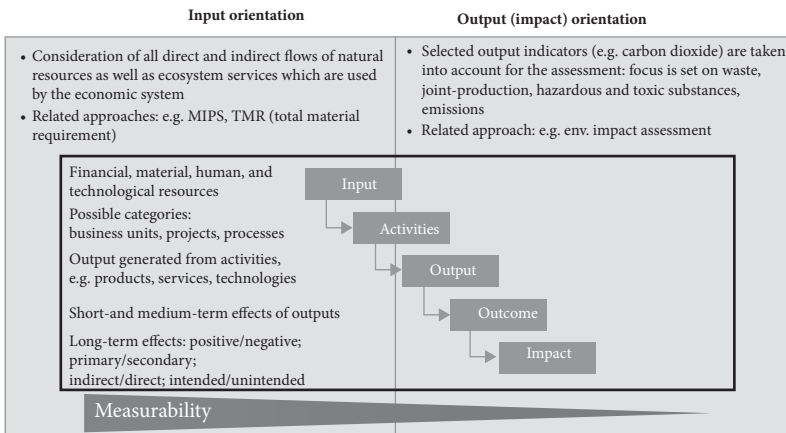 Input orientation
Output (impact) orientation
• Consideration of all direct and indirect flows of natural
resources as well as ecosystem services which are used
by the economic system
• Related approaches: e.g. MIPS, TMR (total material
requirement)
• Selected output indicators (e.g. carbon dioxide) are taken
into account for the assessment: focus is set on waste,
joint-production, hazardous and toxic substances,
emissions
• Related approach: e.g. env. impact assessment
Financial, material, human, and
technological resources
Input
Possible categories:
business units, projects, processes
Activities
Output generated from activities,
e.g. products, services, technologies
Output
Short-and medium-term effects of outputs
Outcome
Long-term effects: positive/negative;
primary/secondary;
indirect/direct; intended/unintended
Impact
Measurability